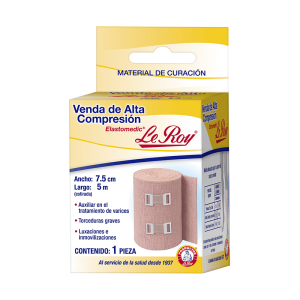 MATERIAL DE CURACIÓN
Venda de Alta
Compresión
Elastomedic®
Le Roy®
Ancho: 7.5 cm
Largo: 5 m
(estirada)
• Auxiliar en el
tratamiento de varices
• Torceduras graves
• Luxaciones e
inmovilizaciones
CONTENIDO: 1 PIEZA
Al servicio de la salud desde 1937